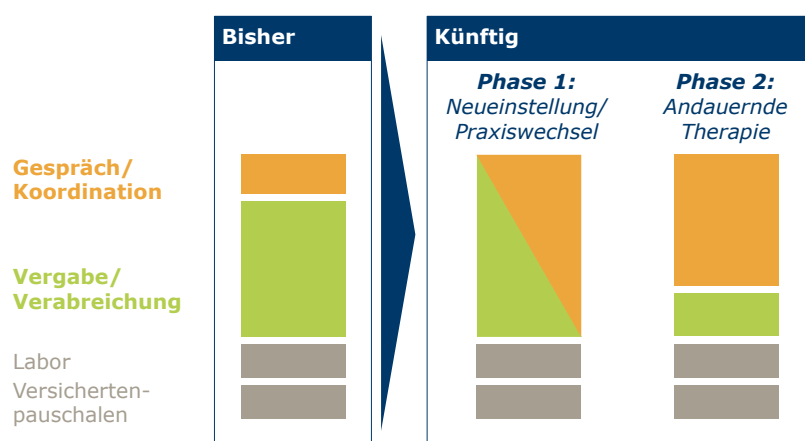 Bisher
Künftig
Phase 1:
Neueinstellung/
Praxiswechsel
Phase 2:
Andauernde
Therapie
Gespräch/
Koordination
Vergabe/
Verabreichung
Labor
Versicherten-
pauschalen